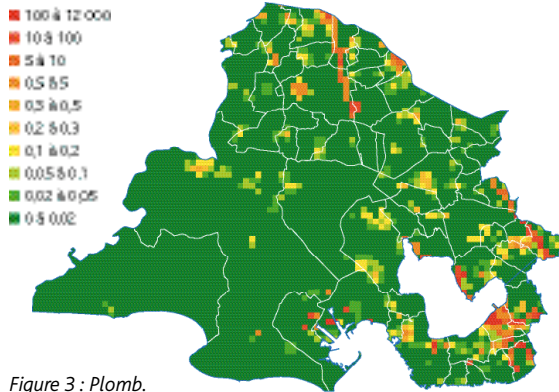 100 à 12 000
10 à 100
5 à 10
0,5 à 5
0,3 à 0,5
0,2 à 0,3
0,1 à 0,2
0,05 à 0,1
0,02 à 0,05
0 à 0,02
Figure 3 : Plomb.